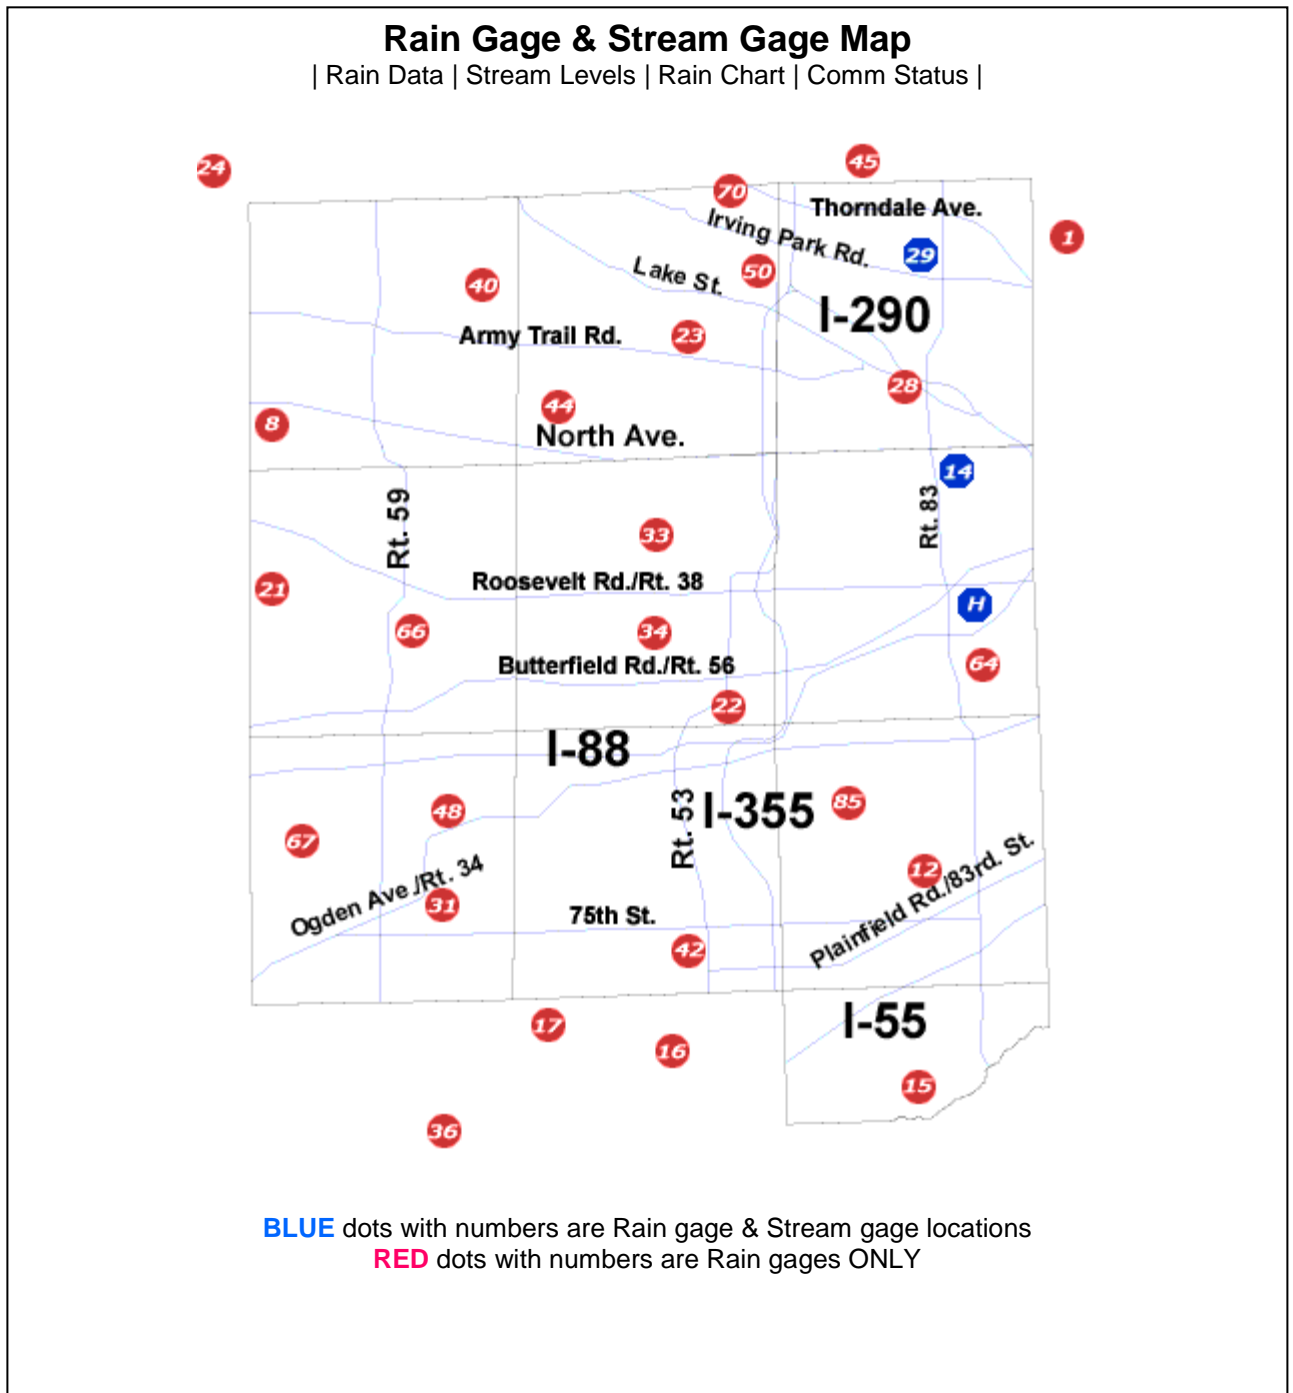 Rain Gage & Stream Gage Map
| Rain Data | Stream Levels | Rain Chart | Comm Status |
24
45
70
Thorndale Ave.
Irving Park Rd.
1
29
50
Lake St.
40
I-290
Army Trail Rd.
23
28
44
8
North Ave.
14
Rt. 59
Rt. 83
33
Roosevelt Rd./Rt. 38
21
H
66
34
Butterfield Rd./Rt. 56
64
22
I-88
48
Rt. 53
I-355
85
67
12
Ogden Ave./Rt. 34
31
75th St.
Plainfield Rd./83rd. St.
42
17
I-55
16
15
36
BLUE dots with numbers are Rain gage & Stream gage locations
RED dots with numbers are Rain gages ONLY